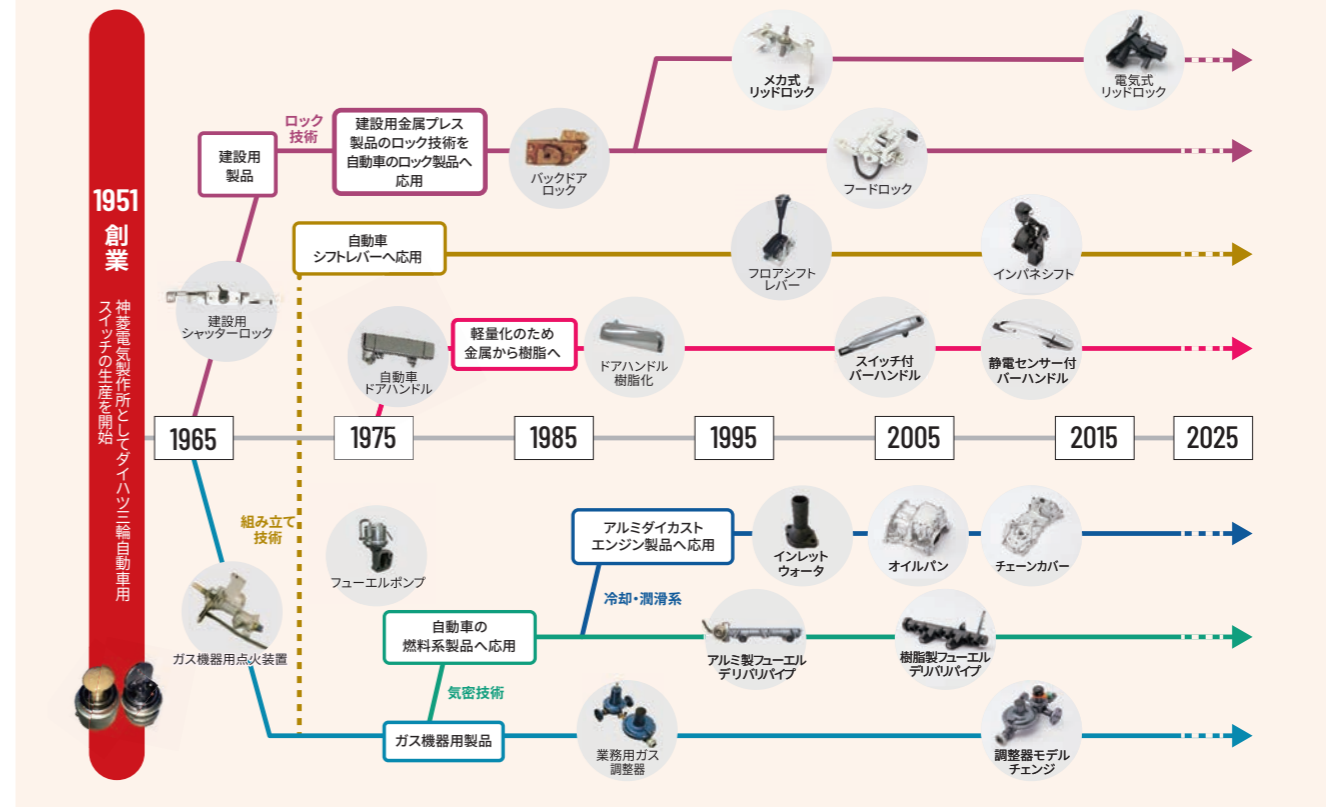 1951
創業
神菱電気製作所としてダイハツ三輪自動車用
スイッチの生産を開始
建設用
製品
ロック
技術
建設用金属プレス
製品のロック技術を
自動車のロック製品へ
応用
バックドア
ロック
メカ式
リッドロック
電気式
リッドロック
フードロック
建設用
シャッターロック
自動車
シフトレバーへ応用
フロアシフト
レバー
インパネシフト
自動車
ドアハンドル
軽量化のため
金属から樹脂へ
ドアハンドル
樹脂化
スイッチ付
バーハンドル
静電センサー付
バーハンドル
1965
1975
1985
1995
2005
2015
2025
組み立て
技術
ガス機器用点火装置
フューエルポンプ
アルミダイカスト
エンジン製品へ応用
インレット
ウォータ
オイルパン
チェーンカバー
冷却・潤滑系
自動車の
燃料系製品へ応用
アルミ製フューエル
デリバリパイプ
樹脂製フューエル
デリバリパイプ
気密技術
ガス機器用製品
業務用ガス
調整器
調整器モデル
チェンジ